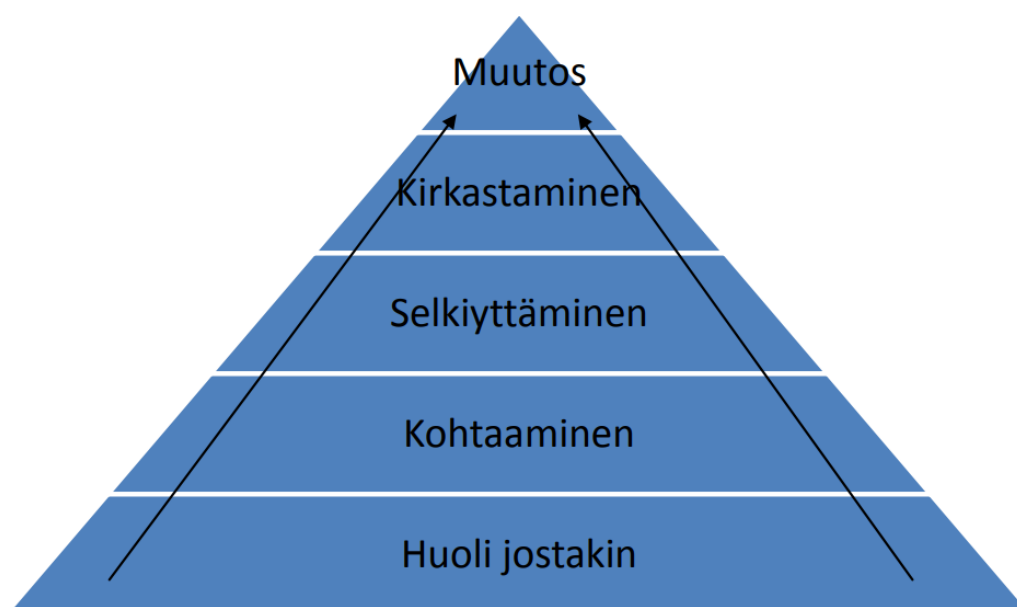 Muutos
Kirkastaminen
Selkiyttäminen
Kohtaaminen
Huoli jostakin